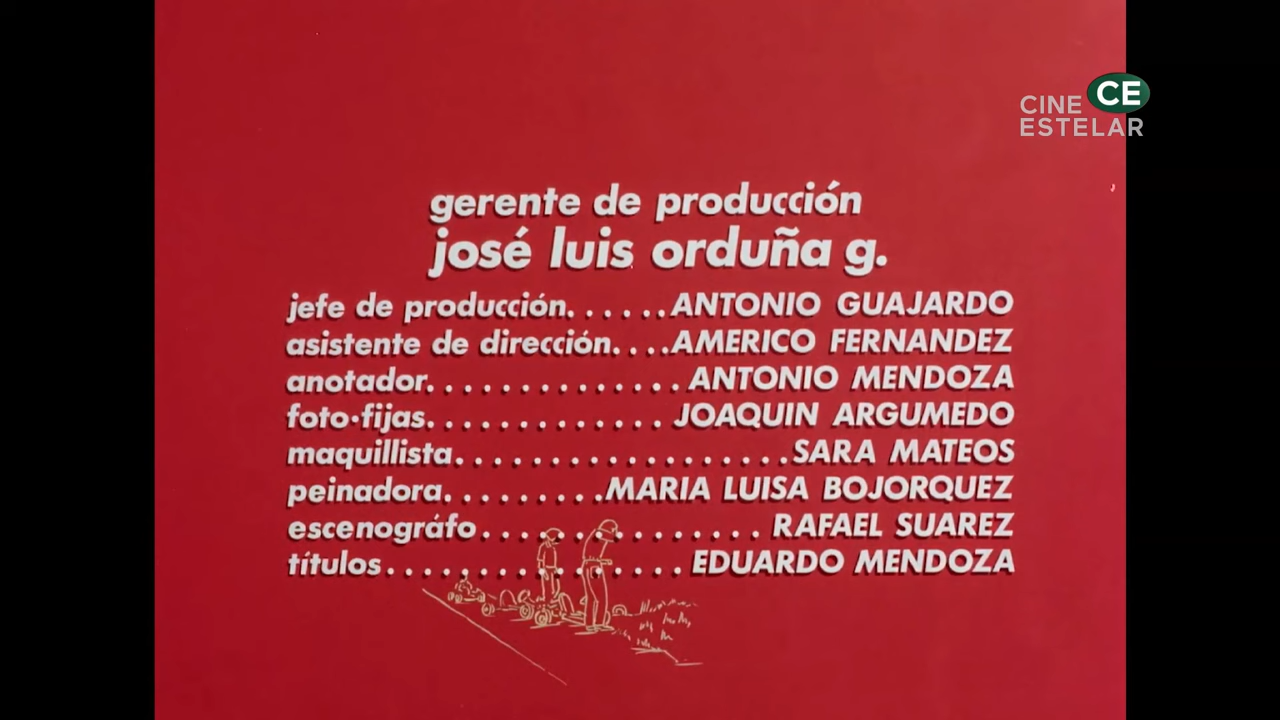 CINE CE
ESTELAR
gerente de producción
josé luis orduña g.
jefe de producción. . . . . .ANTONIO GUAJARDO
asistente de dirección. . . .AMERICO FERNANDEZ
anotador. . . . . . . . . . . . . . ANTONIO MENDOZA
foto•fijas. . . . . . . . . . . . . JOAQUIN ARGUMEDO
maquillista. . . . . . . . . . . . . . . . . .SARA MATEOS
peinadora. . . . . . . . .MARIA LUISA BOJORQUEZ
escenográfo. . . . . . . . . . . . . . . RAFAEL SUAREZ
títulos. . . . . . . . . . . . . . . . . EDUARDO MENDOZA